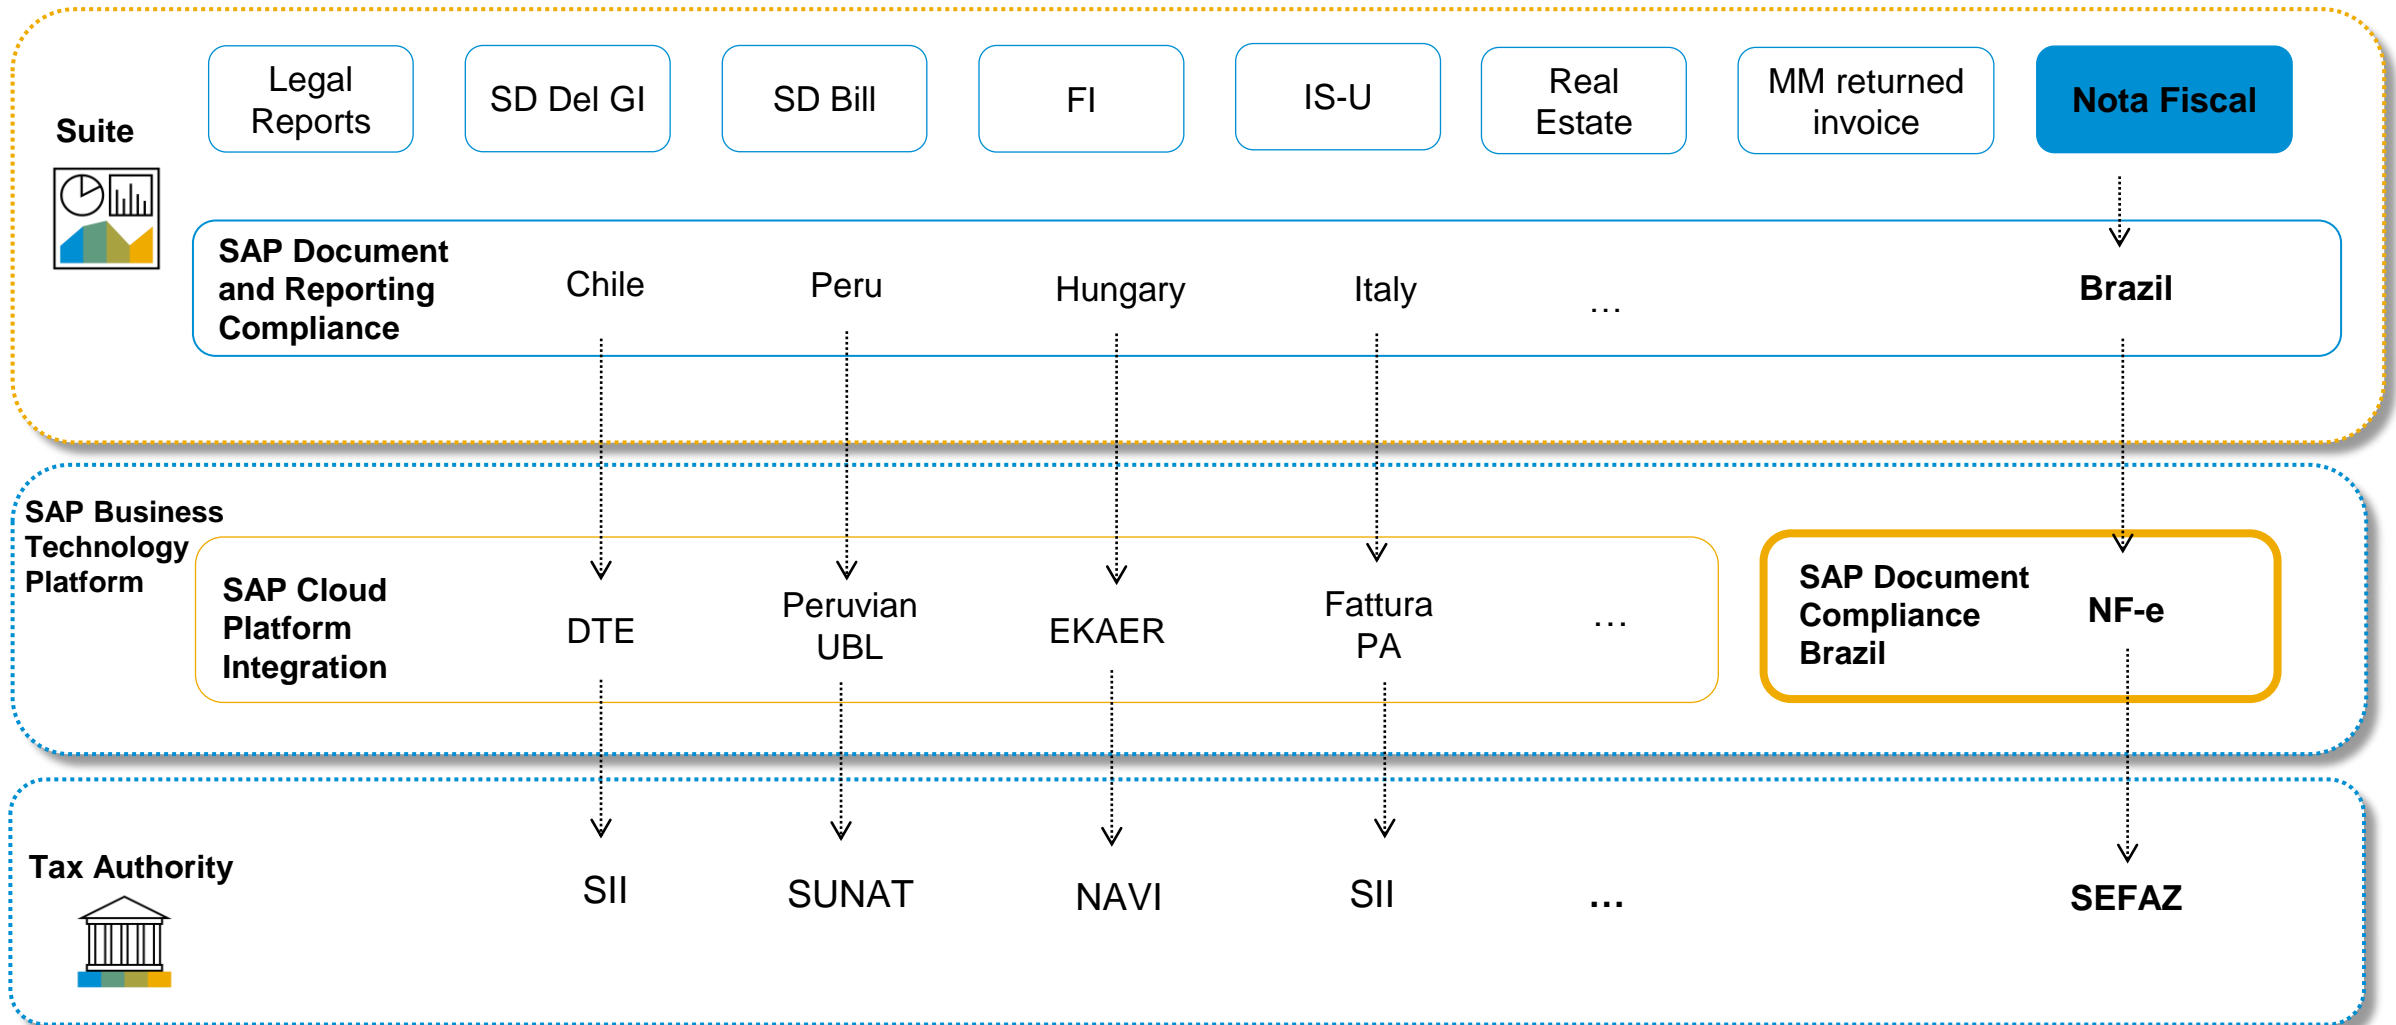 Legal
Reports
SD Del GI
SD Bill
FI
IS-U
Real
Estate
MM returned
invoice
Nota Fiscal
Suite
SAP Document
and Reporting
Compliance
Chile
Peru
Hungary
Italy
...
Brazil
SAP Business
Technology
Platform
SAP Cloud
Platform
Integration
DTE
Peruvian
UBL
EKAER
Fattura
PA
...
SAP Document
Compliance
Brazil
NF-e
Tax Authority
SII
SUNAT
NAVI
SII
...
SEFAZ